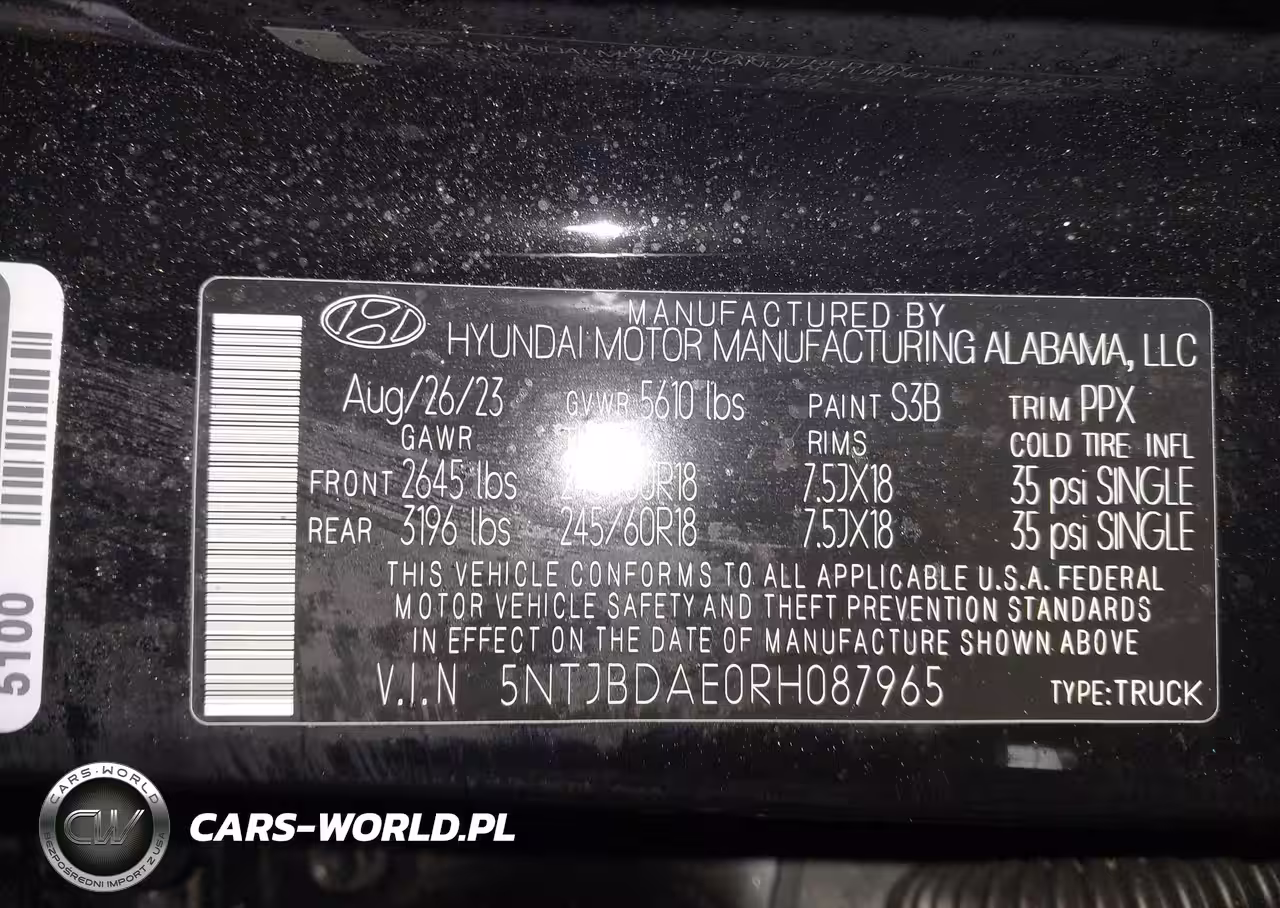 MANUFACTURED BY
HYUNDAI MOTOR MANUFACTURING ALABAMA, LLC
Aug/26/23 GVWR 5610 lbs PAINT S3B TRIM PPX
GAWR RIMS COLD TIRE INFL
FRONT 2645 lbs 7.5JX18 35 psi SINGLE
REAR 3196 lbs 245/60R18 7.5JX18 35 psi SINGLE
THIS VEHICLE CONFORMS TO ALL APPLICABLE U.S.A. FEDERAL
MOTOR VEHICLE SAFETY AND THEFT PREVENTION STANDARDS
IN EFFECT ON THE DATE OF MANUFACTURE SHOWN ABOVE
V.I.N 5NTJBDAE0RH087965 TYPE:TRUCK
5100
CARS-WORLD
CW
BEZPOŚREDNI IMPORT Z USA
CARS-WORLD.PL